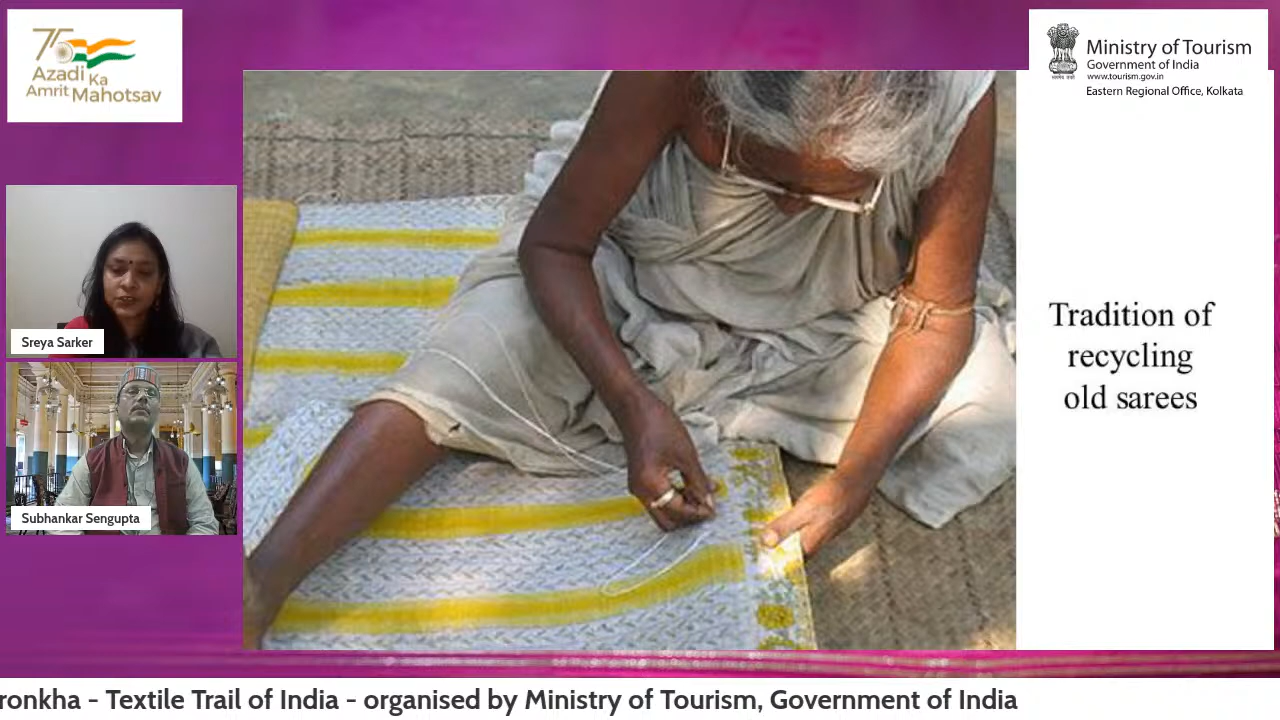 75
Azadi Ka
Amrit Mahotsav
Ministry of Tourism
Government of India
www.tourism.gov.in
Eastern Regional Office, Kolkata
Sreya Sarker
Subhankar Sengupta
Tradition of
recycling
old sarees
ronkha - Textile Trail of India - organised by Ministry of Tourism, Government of India